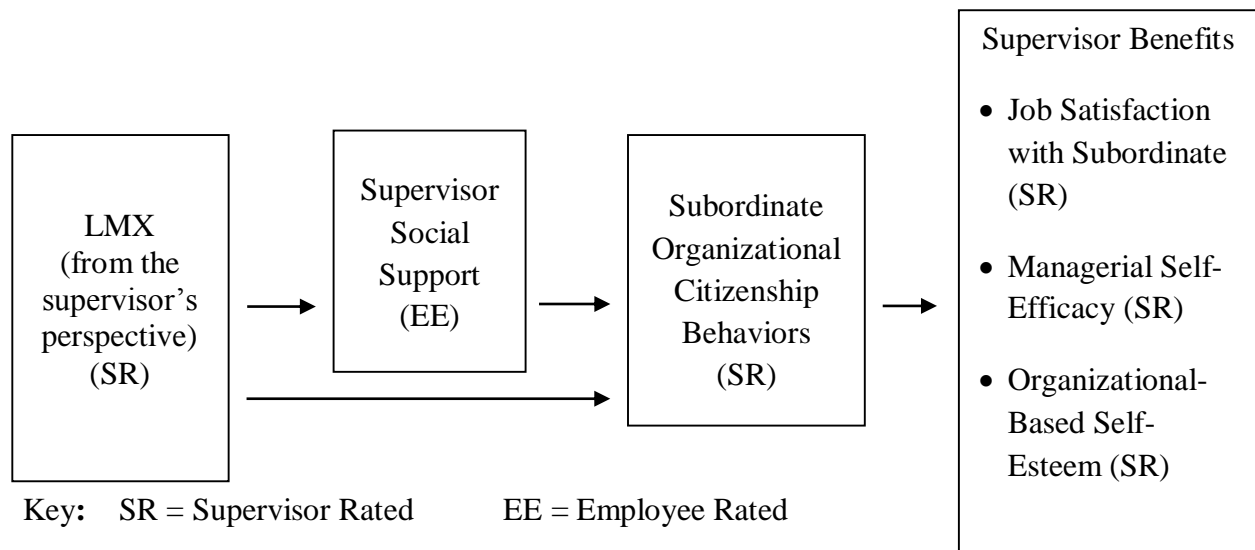 LMX
(from the
supervisor’s
perspective)
(SR)
Supervisor
Social
Support
(EE)
Subordinate
Organizational
Citizenship
Behaviors
(SR)
Supervisor Benefits
• Job Satisfaction
with Subordinate
(SR)
• Managerial Self-
Efficacy (SR)
• Organizational-
Based Self-
Esteem (SR)
Key: SR = Supervisor Rated EE = Employee Rated